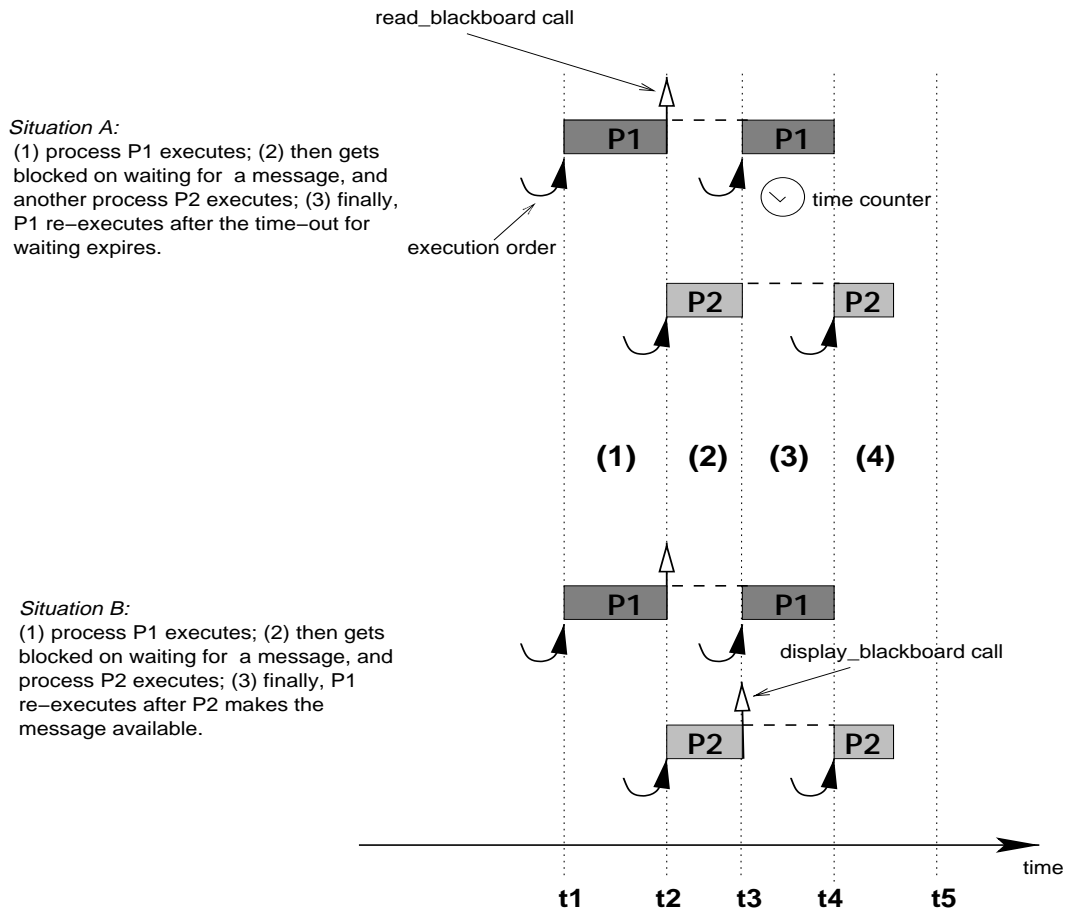 read_blackboard call
Situation A:
(1) process P1 executes; (2) then gets
blocked on waiting for a message, and
another process P2 executes; (3) finally,
P1 re−executes after the time−out for
waiting expires.
P1
P1
time counter
execution order
P2
P2
(1)
(2)
(3)
(4)
Situation B:
(1) process P1 executes; (2) then gets
blocked on waiting for a message, and
process P2 executes; (3) finally, P1
re−executes after P2 makes the
message available.
P1
P1
display_blackboard call
P2
P2
time
t1
t2
t3
t4
t5